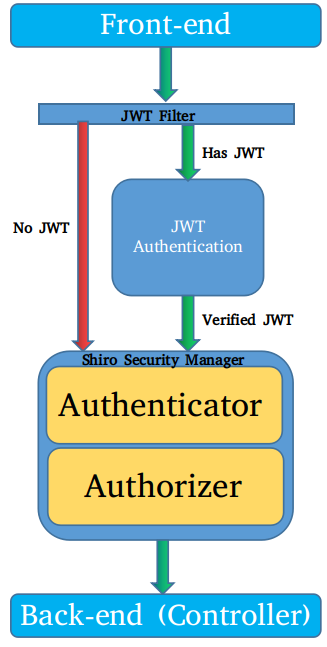 Front-end
JWT Filter
Has JWT
No JWT
JWT
Authentication
Verified JWT
Shiro Security Manager
Authenticator
Authorizer
Back-end (Controller)